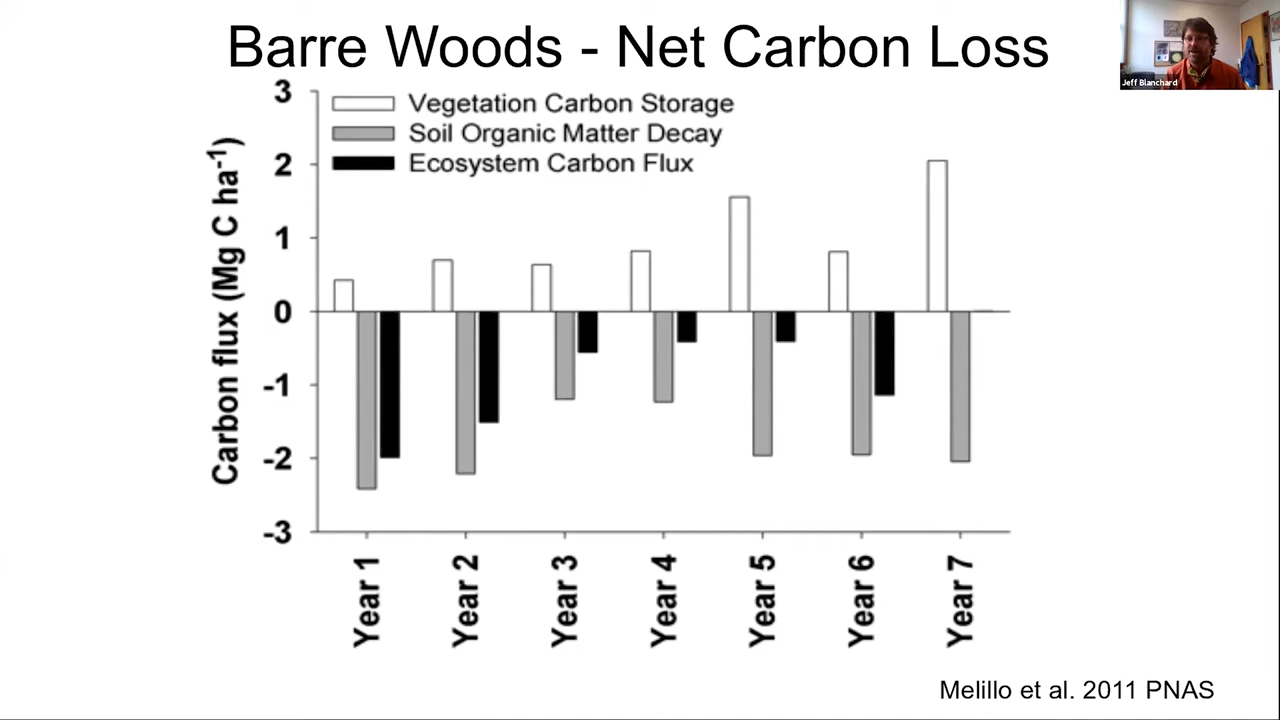 Barre Woods - Net Carbon Loss
Jeff Blanchard
3
Vegetation Carbon Storage
Soil Organic Matter Decay
Ecosystem Carbon Flux
2
1
0
-1
-2
-3
Carbon flux (Mg C ha⁻¹)
Year 1
Year 2
Year 3
Year 4
Year 5
Year 6
Year 7
Melillo et al. 2011 PNAS